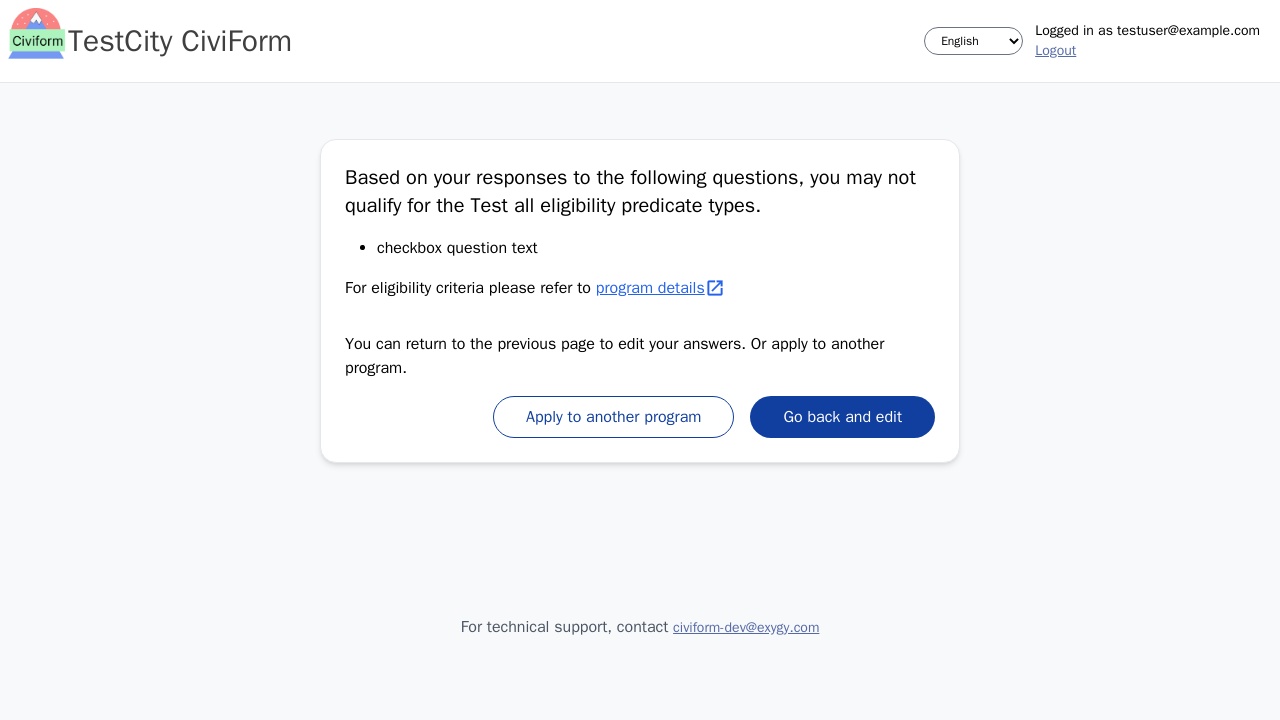 Civiform
TestCity CiviForm
English
Logged in as testuser@example.com
Logout
Based on your responses to the following questions, you may not
qualify for the Test all eligibility predicate types.
• checkbox question text
For eligibility criteria please refer to program details
You can return to the previous page to edit your answers. Or apply to another
program.
Apply to another program
Go back and edit
For technical support, contact civiform-dev@exygy.com